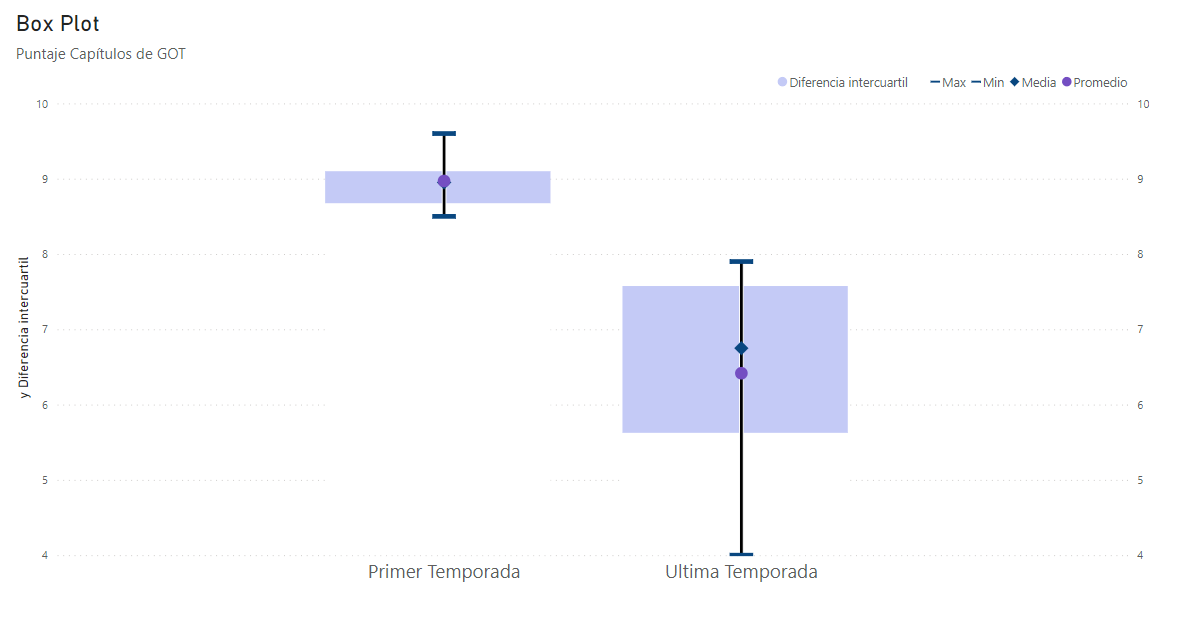 Box Plot
Puntaje Capítulos de GOT
Diferencia intercuartil Max Min Media Promedio
10 10
9 9
8 8
7 7
6 6
5 5
4 4
y Diferencia intercuartil
Primer Temporada Ultima Temporada